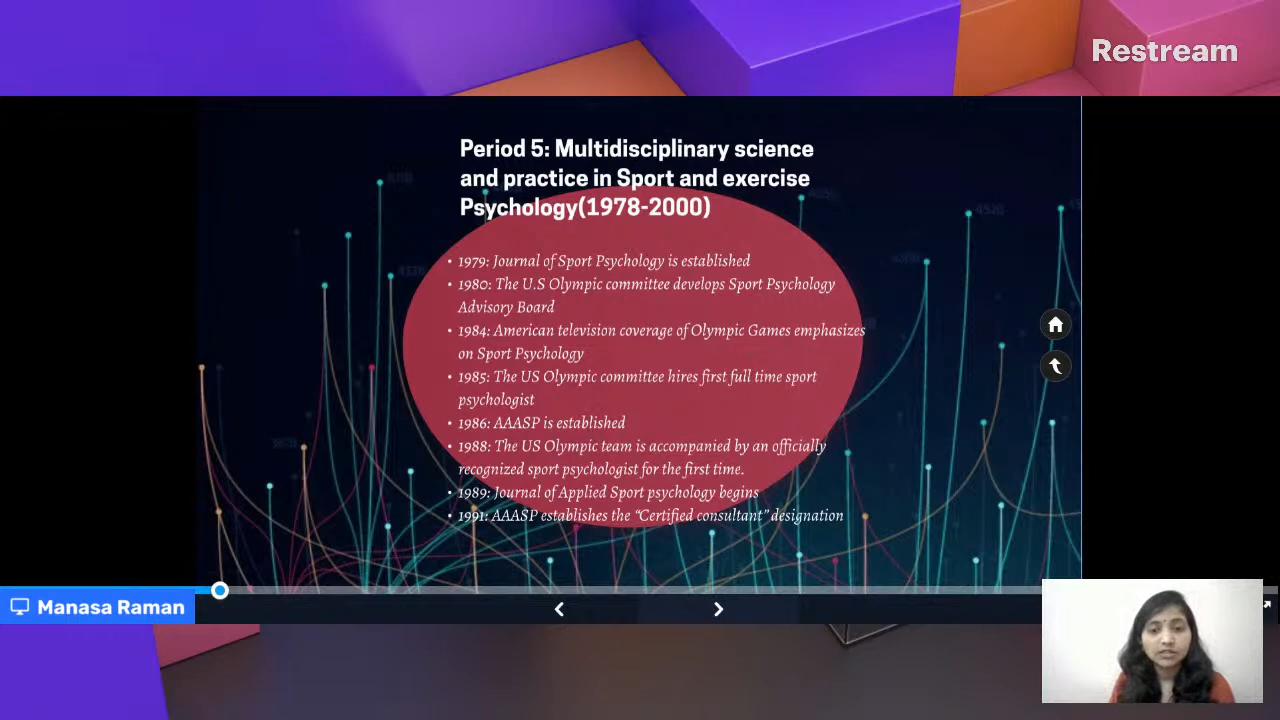 Restream
Period 5: Multidisciplinary science
and practice in Sport and exercise
Psychology(1978-2000)
• 1979: Journal of Sport Psychology is established
• 1980: The U.S Olympic committee develops Sport Psychology
Advisory Board
• 1984: American television coverage of Olympic Games emphasizes
on Sport Psychology
• 1985: The US Olympic committee hires first full time sport
psychologist
• 1986: AAASP is established
• 1988: The US Olympic team is accompanied by an officially
recognized sport psychologist for the first time.
• 1989: Journal of Applied Sport psychology begins
• 1991: AAASP establishes the “Certified consultant” designation
Manasa Raman